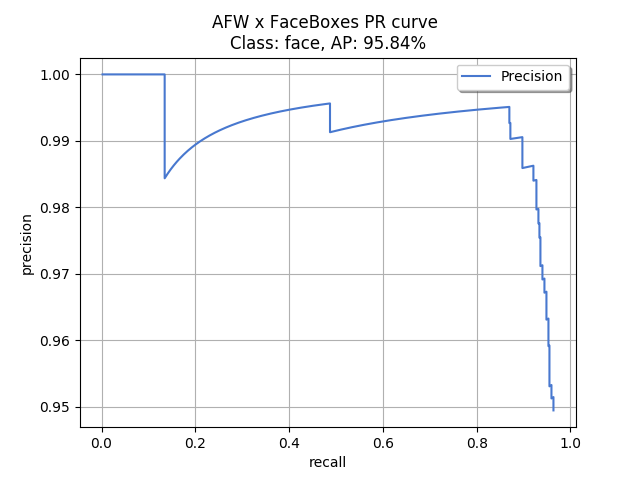 AFW x FaceBoxes PR curve
Class: face, AP: 95.84%
Precision
1.00
0.99
0.98
0.97
0.96
0.95
precision
0.0 0.2 0.4 0.6 0.8 1.0
recall